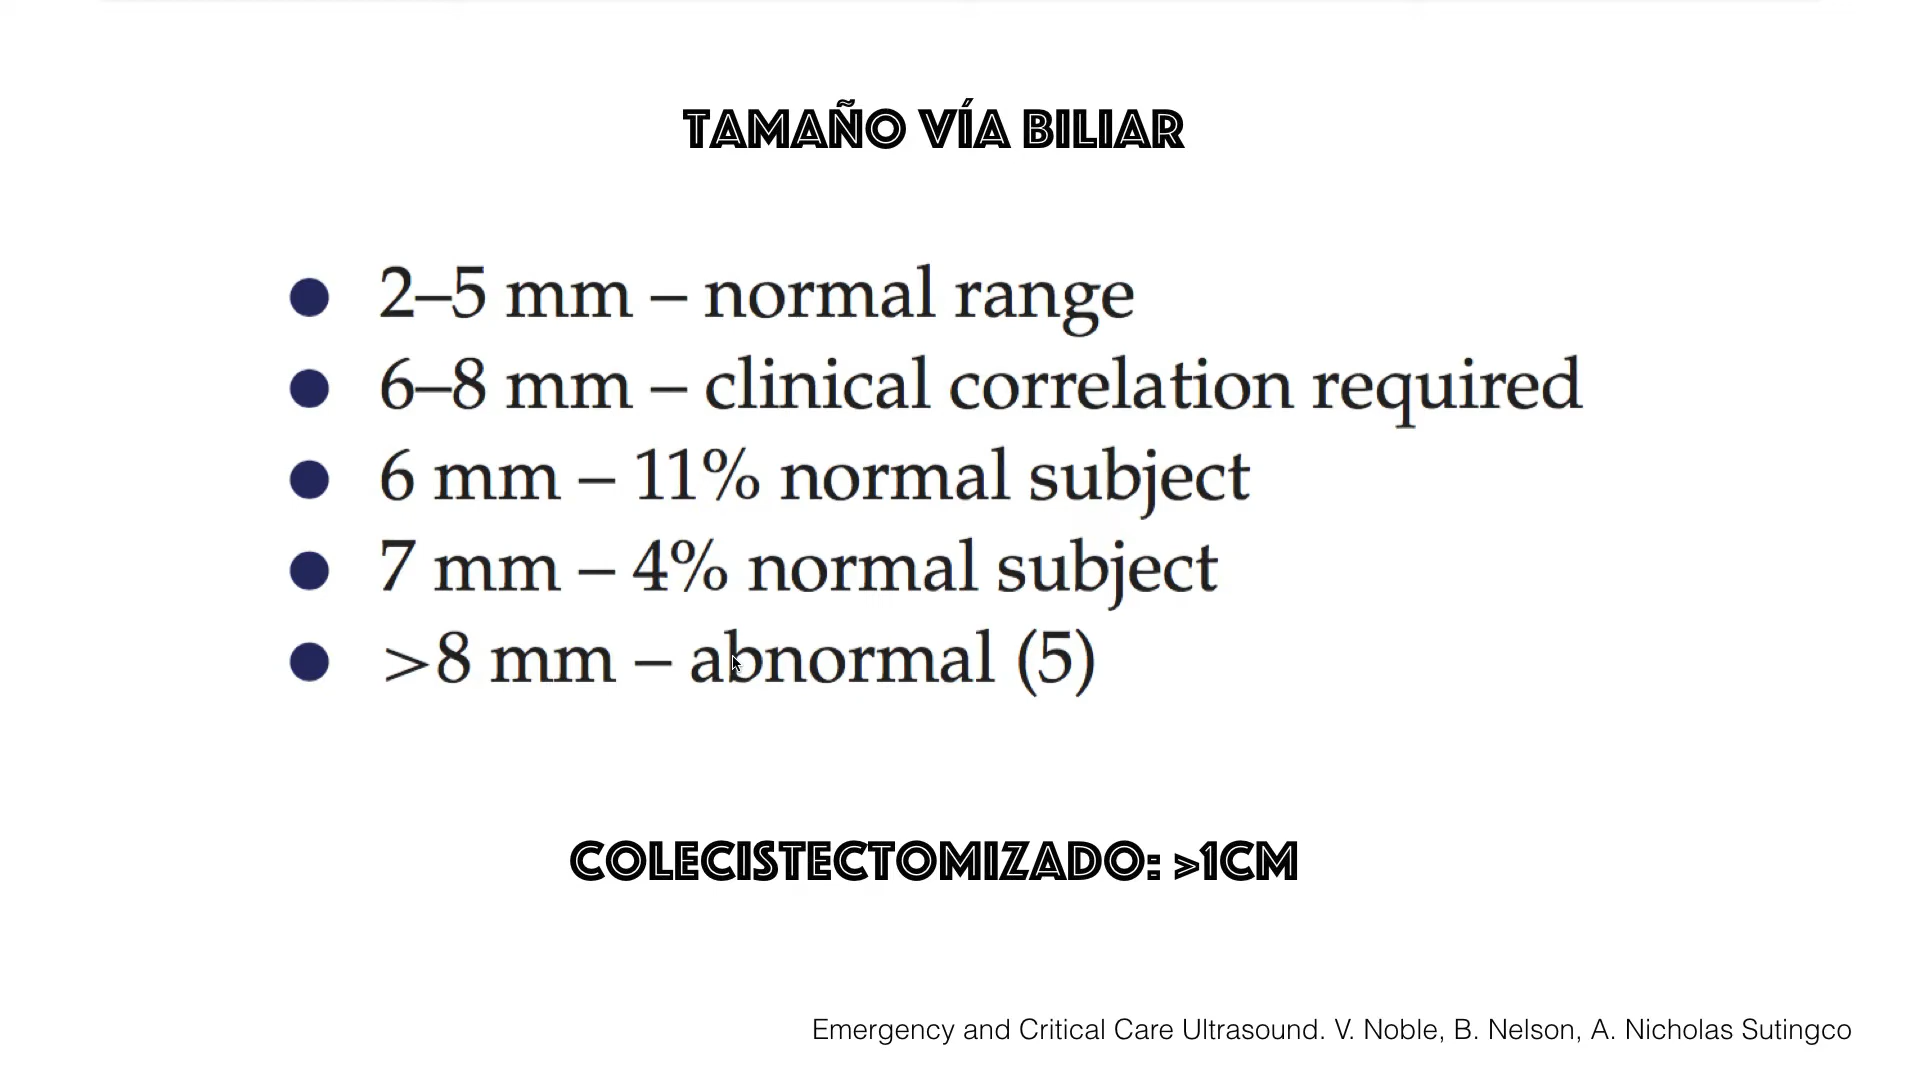 TAMAÑO VÍA BILIAR
● 2–5 mm – normal range
● 6–8 mm – clinical correlation required
● 6 mm – 11% normal subject
● 7 mm – 4% normal subject
● >8 mm – abnormal (5)
COLECISTECTOMIZADO: >1CM
Emergency and Critical Care Ultrasound. V. Noble, B. Nelson, A. Nicholas Sutingco